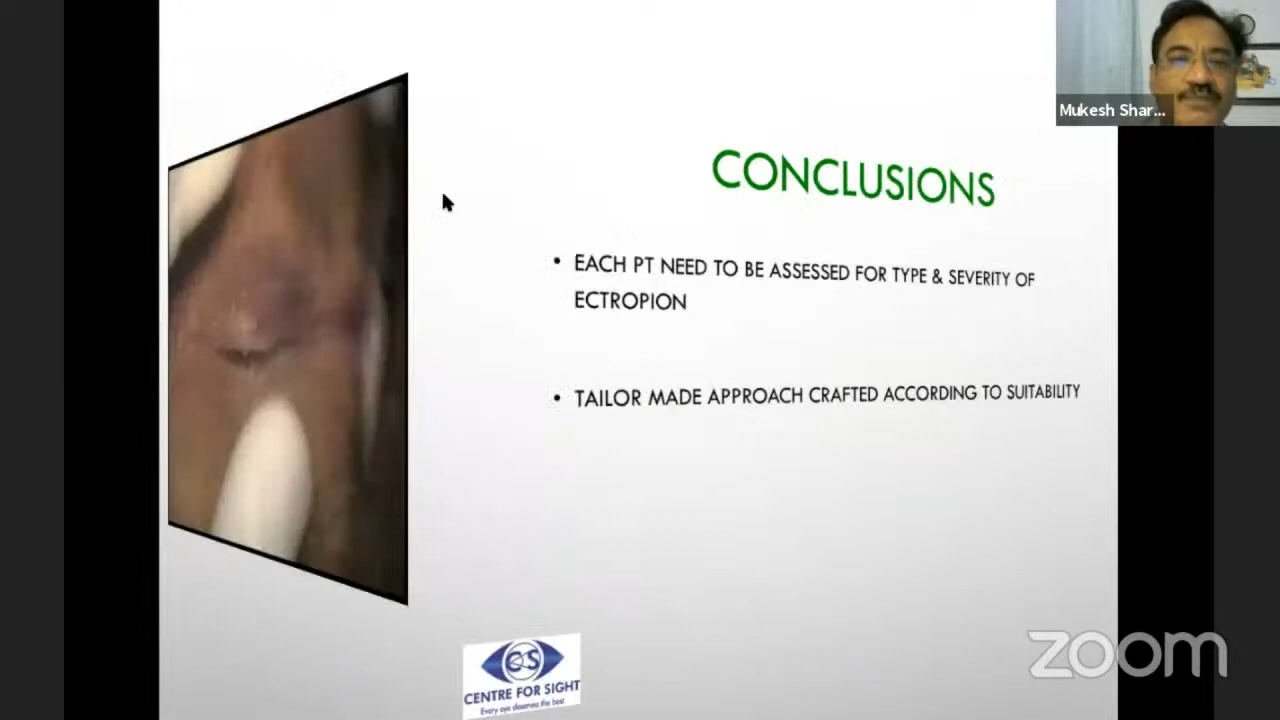 Mukesh Shar...
CONCLUSIONS
• EACH PT NEED TO BE ASSESSED FOR TYPE & SEVERITY OF
ECTROPION
• TAILOR MADE APPROACH CRAFTED ACCORDING TO SUITABILITY
CS
CENTRE FOR SIGHT
Every eye deserves the best
zoom